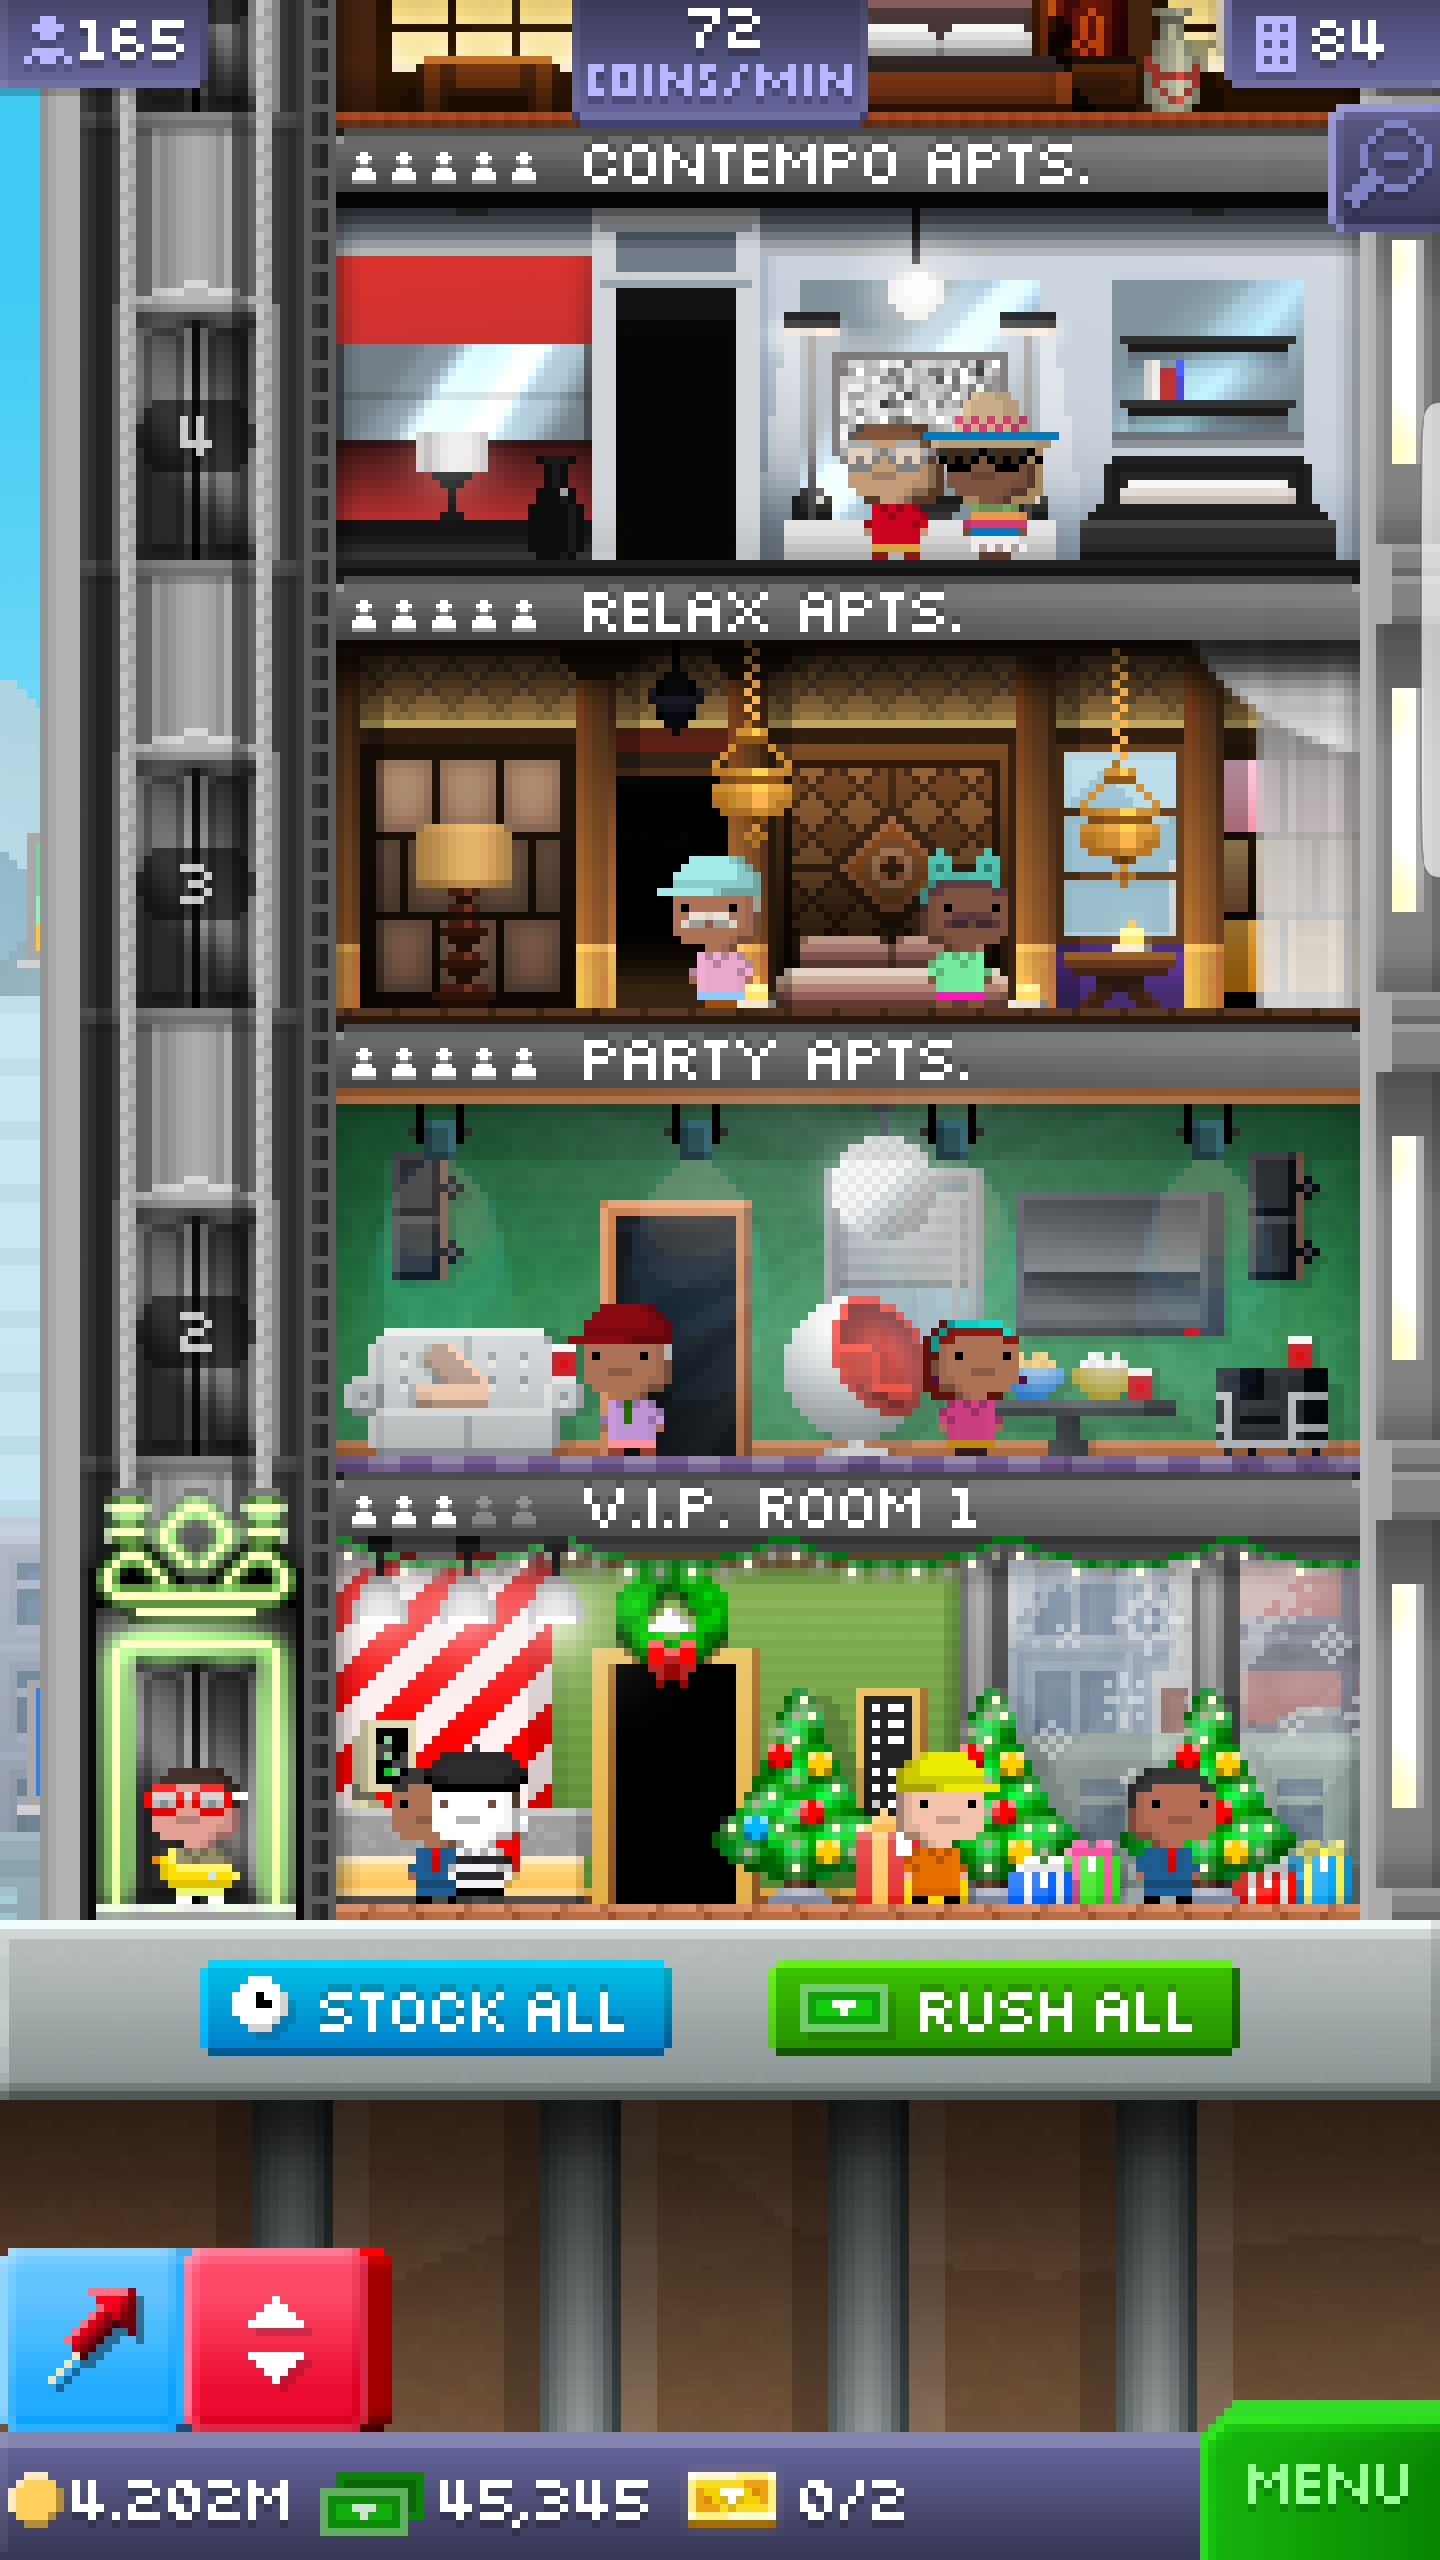 165
72
COINS/MIN
84
CONTEMPO APTS.
4
RELAX APTS.
3
PARTY APTS.
2
V.I.P. ROOM 1
STOCK ALL
RUSH ALL
4.202M
45,345
0/2
MENU